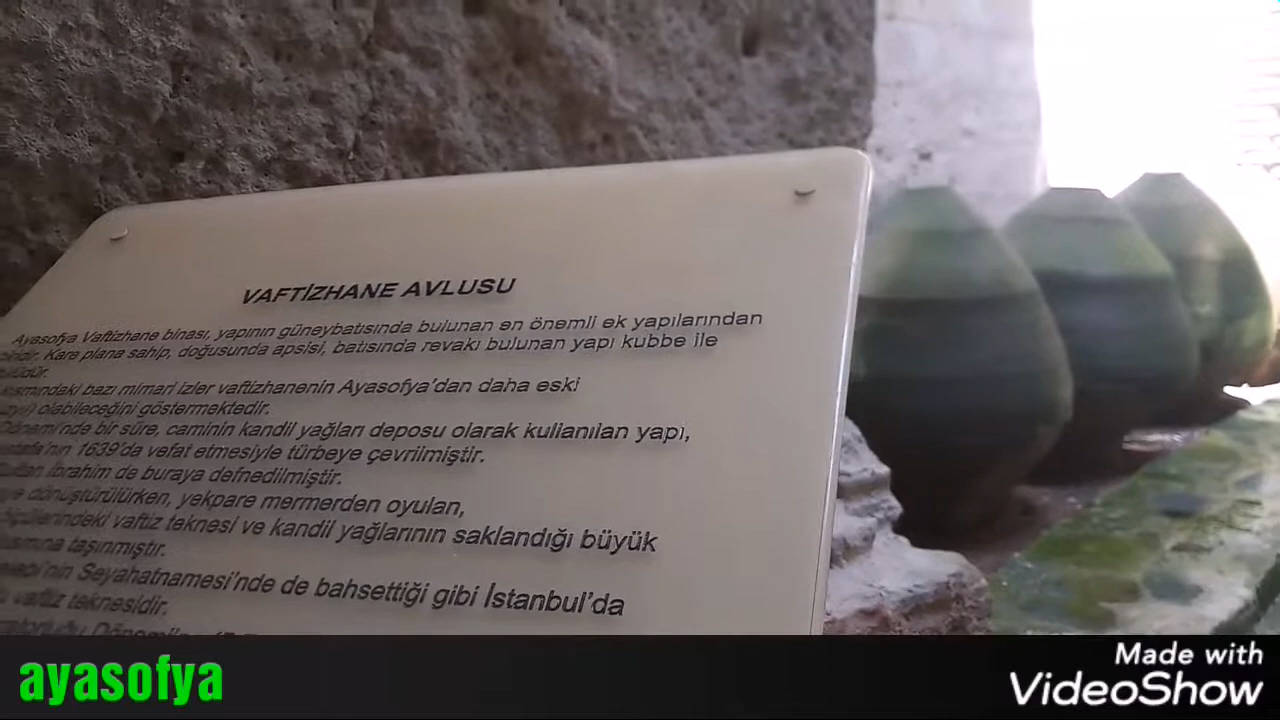 VAFTİZHANE AVLUSU
Ayasofya Vaftizhane binası, yapının güneybatısında bulunan en önemli ek yapılarından
Kare plana sahip, doğusunda apsisi, batısında revakı bulunan yapı kubbe ile
bazı mimari izler vaftizhanenin Ayasofya'dan daha eski
olabileceğini göstermektedir.
Dönemi'nde bir süre, caminin kandil yağları deposu olarak kullanılan yapı,
1639'da vefat etmesiyle türbeye çevrilmiştir.
İbrahim de buraya defnedilmiştir.
dönüştürülürken, yekpare mermerden oyulan,
vaftiz teknesi ve kandil yağlarının saklandığı büyük
taşınmıştır.
Seyahatnamesi'nde de bahsettiği gibi İstanbul'da
vaftiz teknesidir.
ayasofya
Made with
VideoShow